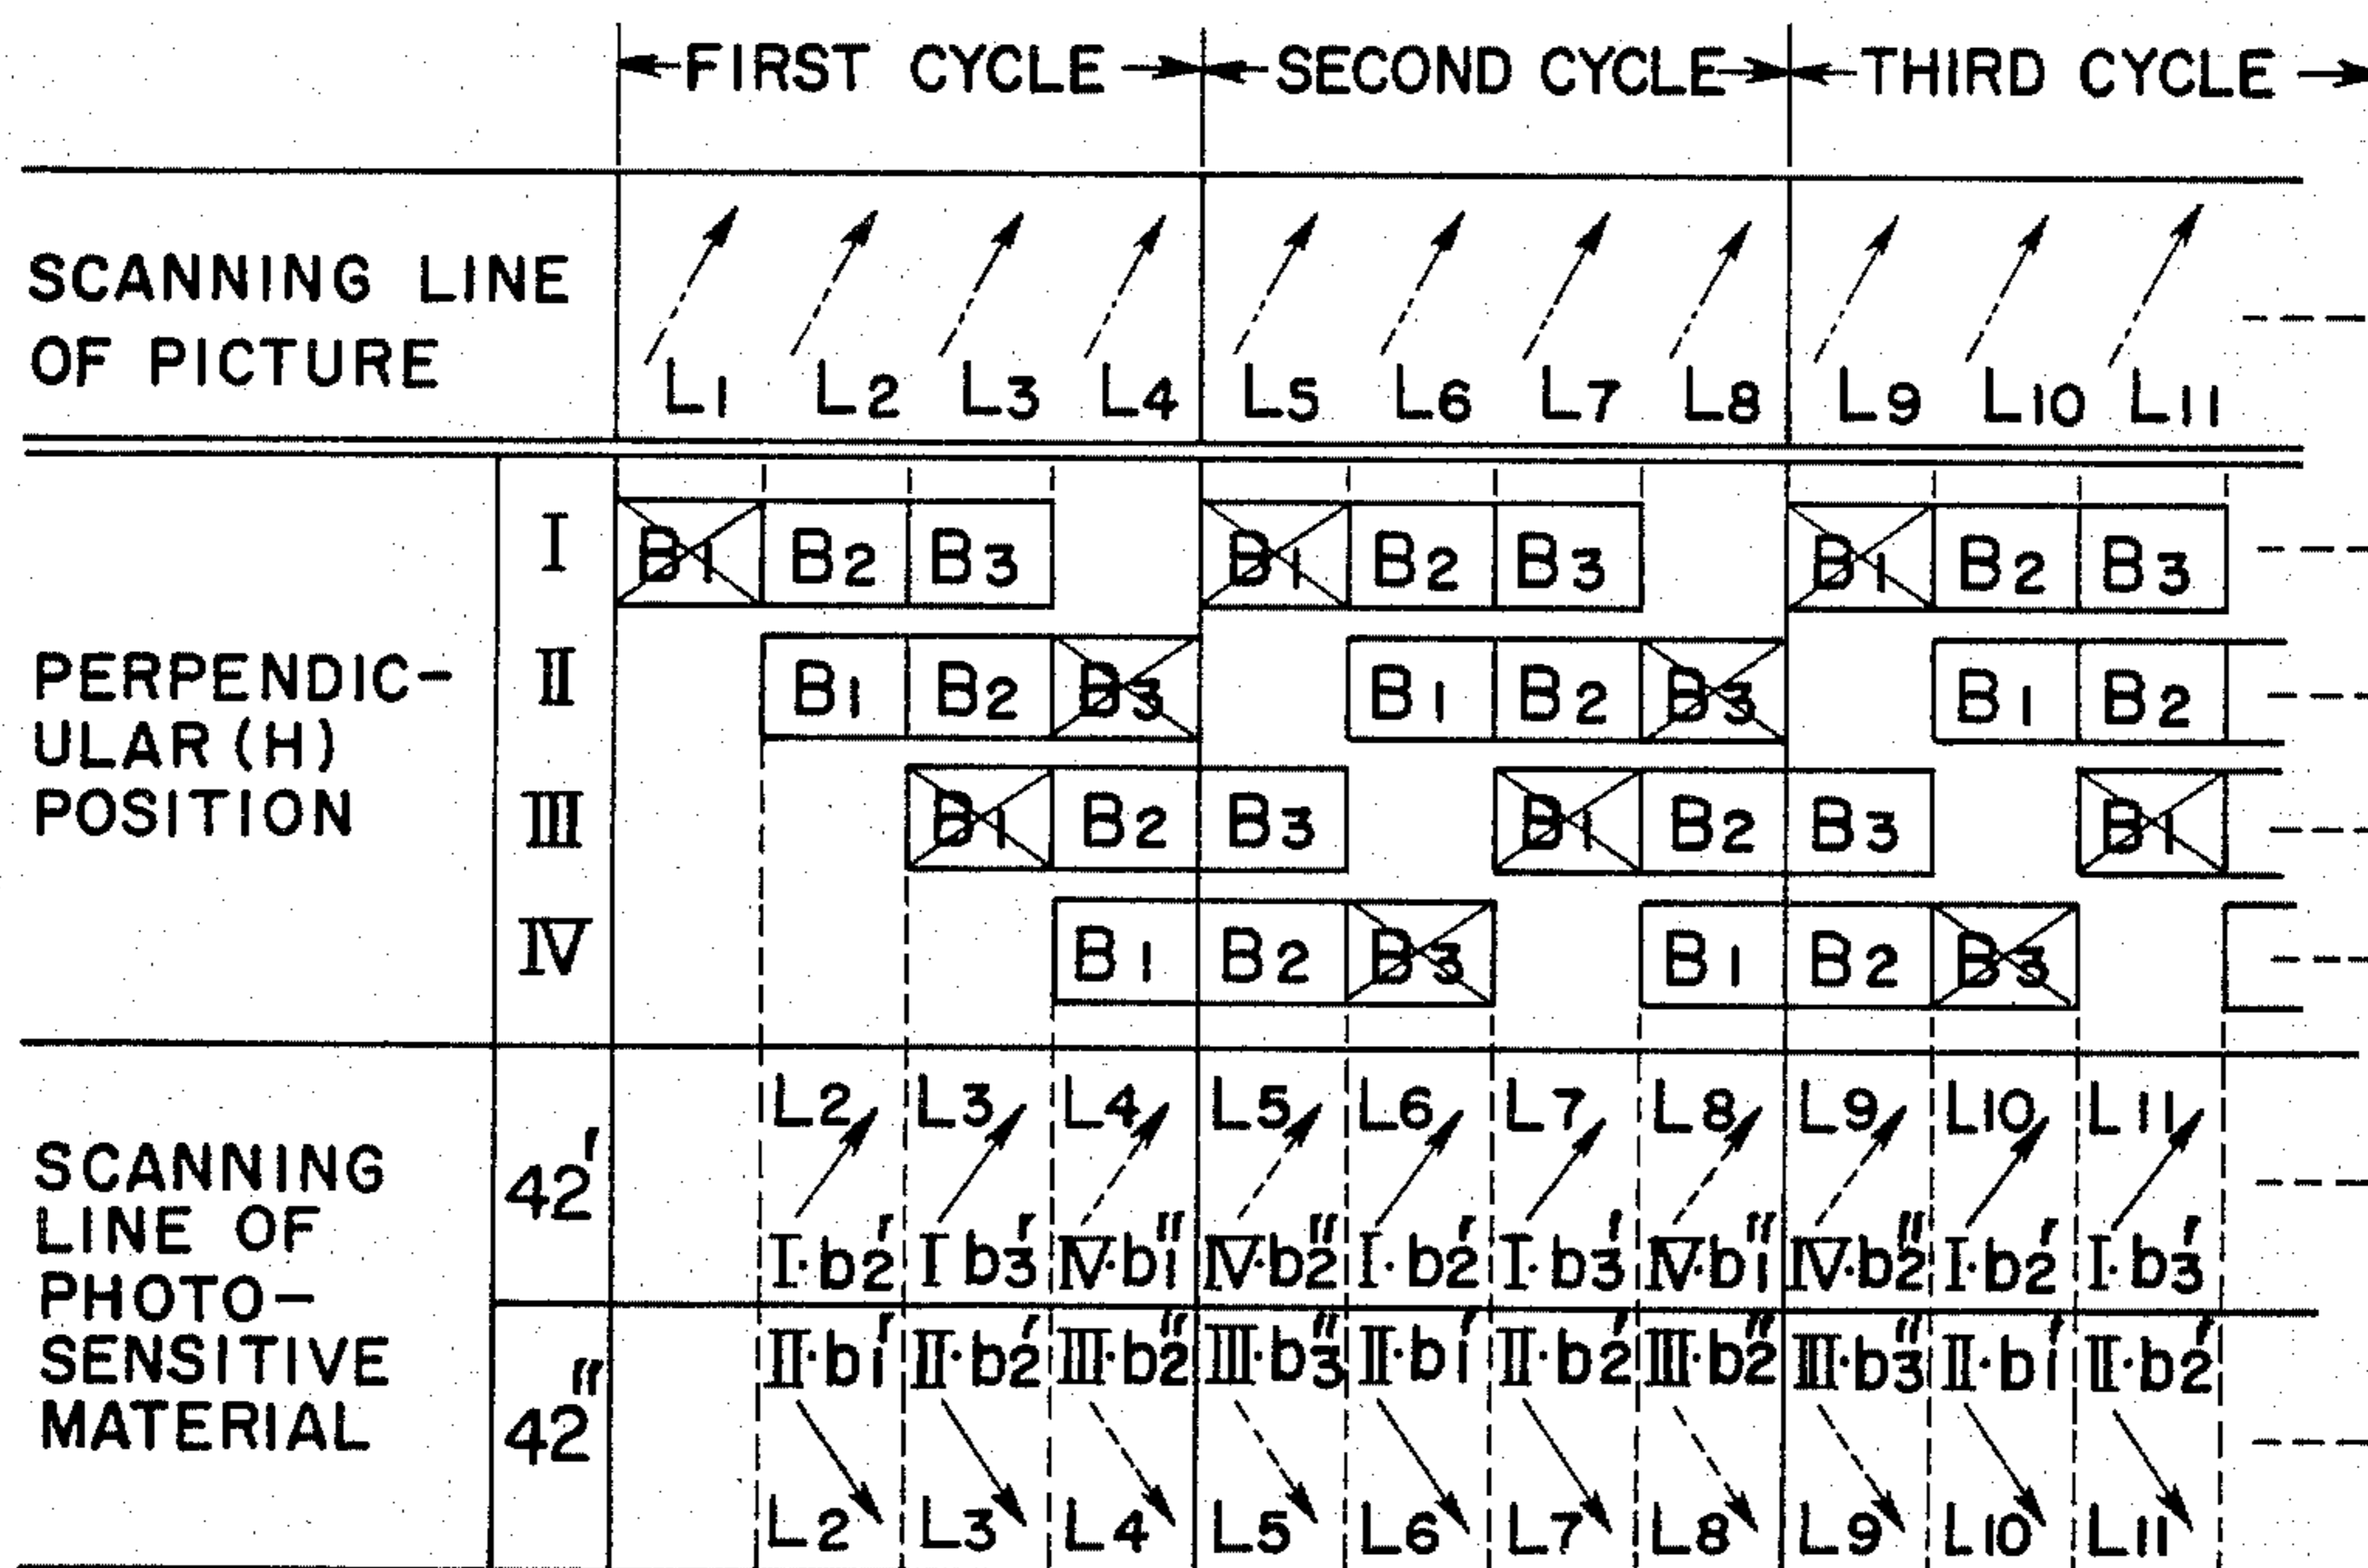 FIRST CYCLE SECOND CYCLE THIRD CYCLE
SCANNING LINE
OF PICTURE
L1 L2 L3 L4 L5 L6 L7 L8 L9 L10 L11
PERPENDIC-
ULAR (H)
POSITION
I B1 B2 B3 B1 B2 B3 B1 B2 B3
II B1 B2 B3 B1 B2 B3 B1 B2
III B1 B2 B3 B1 B2 B3 B1
IV B1 B2 B3 B1 B2 B3
SCANNING
LINE OF
PHOTO-
SENSITIVE
MATERIAL
42'
L2 L3 L4 L5 L6 L7 L8 L9 L10 L11
I·b2' I b3' IV·b1" IV·b2" I·b2' I·b3' IV·b1" IV·b2" I·b2' I·b3'
42"
II·b1' II·b2' III·b2" III·b3" II·b1' II·b2' III·b2" III·b3" II·b1' II·b2'
L2 L3 L4 L5 L6 L7 L8 L9 L10 L11